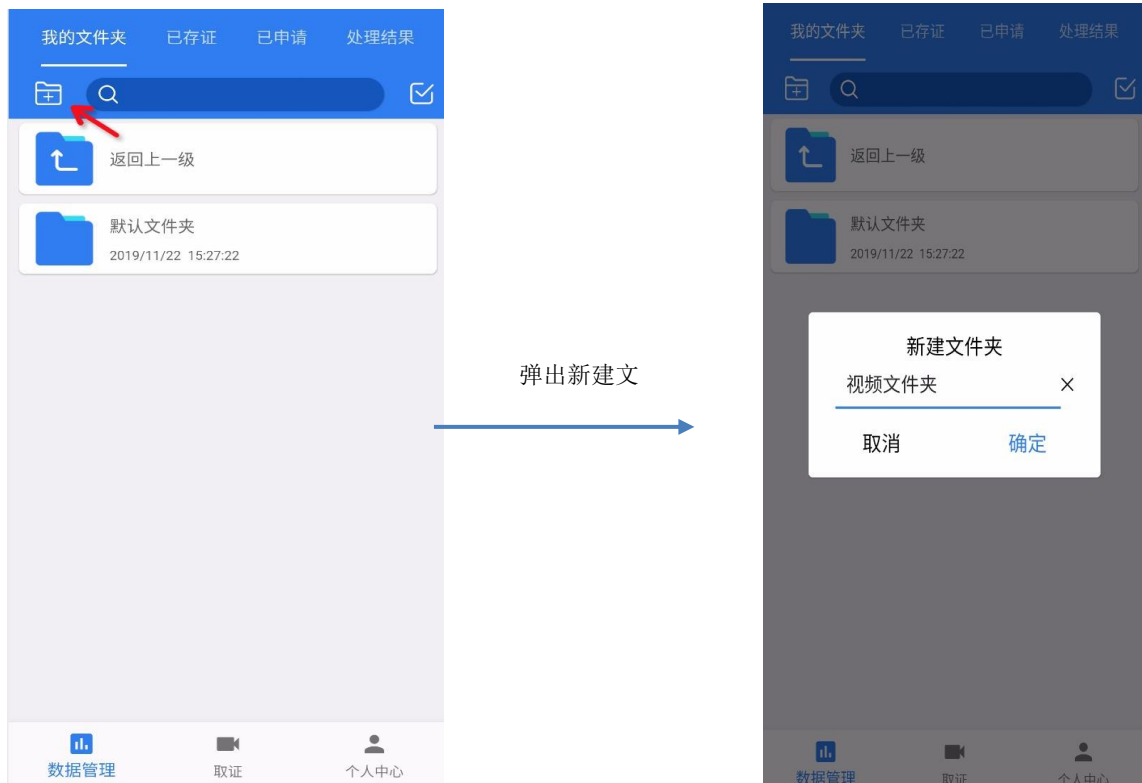 我的文件夹 已存证 已申请 处理结果
返回上一级
默认文件夹
2019/11/22 15:27:22
数据管理 取证 个人中心
弹出新建文
我的文件夹 已存证 已申请 处理结果
返回上一级
默认文件夹
2019/11/22 15:27:22
新建文件夹
视频文件夹
取消 确定
数据管理 取证 个人中心